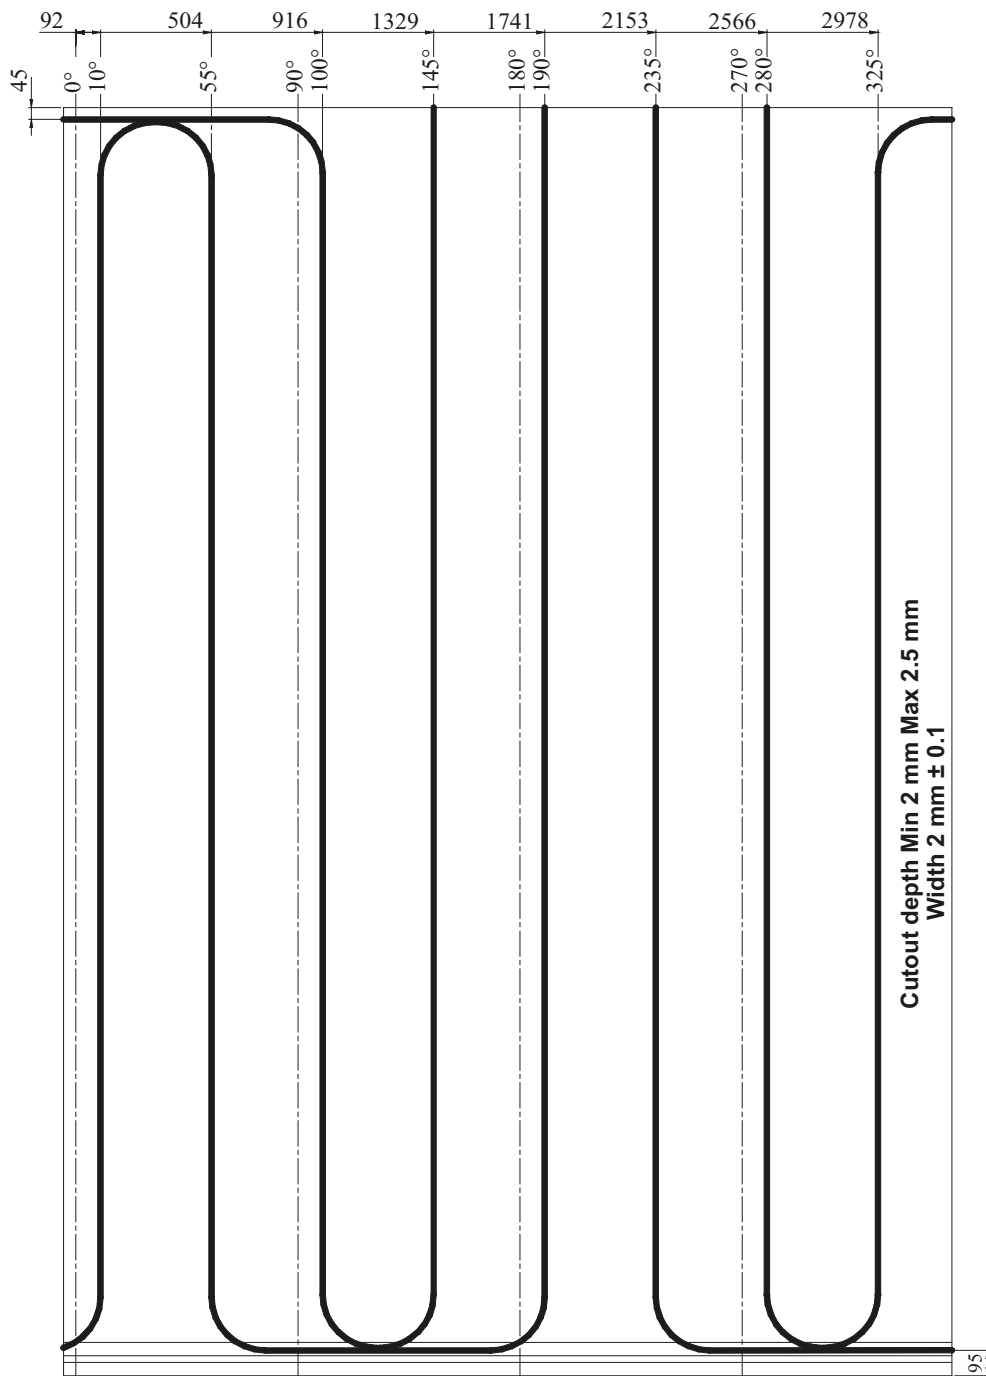 92 504 916 1329 1741 2153 2566 2978
45
0° 10° 55° 90° 100° 145° 180° 190° 235° 270° 280° 325°
Cutout depth Min 2 mm Max 2.5 mm
Width 2 mm ± 0.1
95